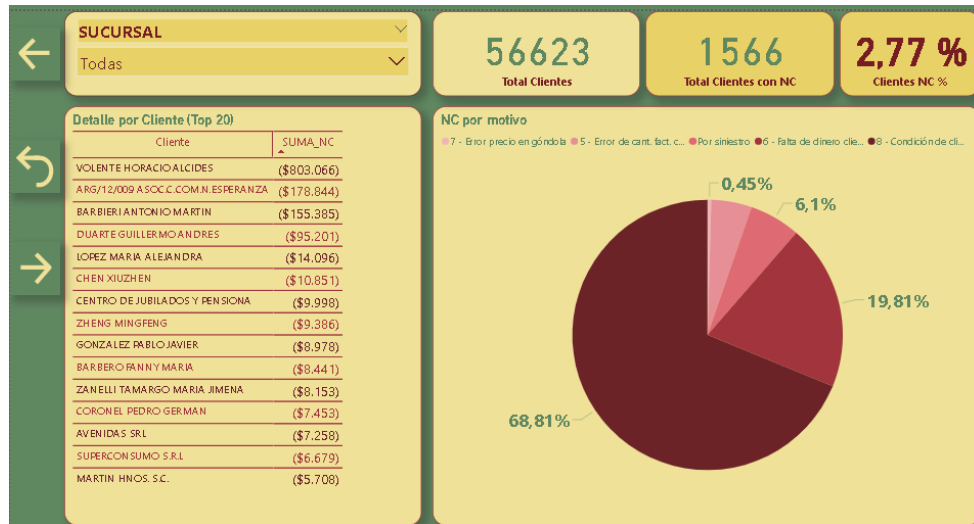 SUCURSAL
Todas
56623
Total Clientes
1566
Total Clientes con NC
2,77 %
Clientes NC %
Detalle por Cliente (Top 20)
Cliente SUMA_NC
VOLENTE HORACIO ALCIDES ($803.066)
ARG/12/009 ASOC.C.COM.N.ESPERANZA ($178.844)
BARBIERI ANTONIO MARTIN ($155.385)
DUARTE GUILLERMO ANDRES ($95.201)
LOPEZ MARIA ALEJANDRA ($14.096)
CHEN XIUZHEN ($10.851)
CENTRO DE JUBILADOS Y PENSIONA ($9.998)
ZHENG MINGFENG ($9.386)
GONZALEZ PABLO JAVIER ($8.978)
BARBERO FANNY MARIA ($8.441)
ZANELLI TAMARGO MARIA JIMENA ($8.153)
CORONEL PEDRO GERMAN ($7.453)
AVENIDAS SRL ($7.258)
SUPERCONSUMO S.R.L ($6.679)
MARTIN HNOS. S.C. ($5.708)
NC por motivo
7 - Error precio en góndola 5 - Error de cant. fact. c... Por siniestro 6 - Falta de dinero clie... 8 - Condición de cli...
0,45%
6,1%
19,81%
68,81%